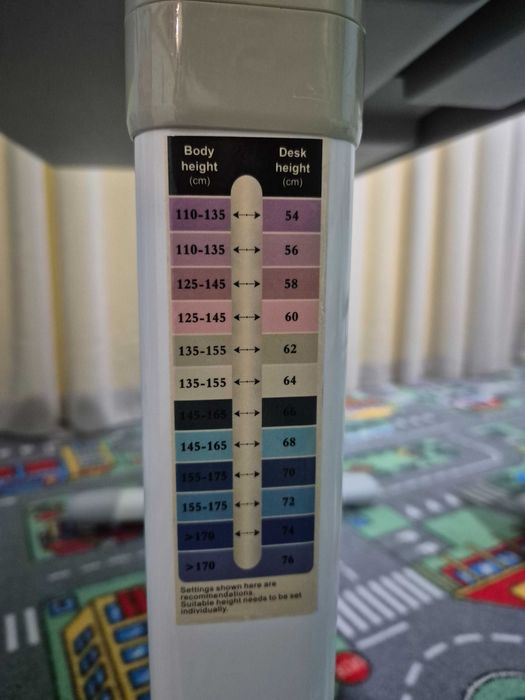 Body height (cm) Desk height (cm)
110-135 54
110-135 56
125-145 58
125-145 60
135-155 62
135-155 64
145-165 66
145-165 68
155-175 70
155-175 72
>170 74
>170 76
Settings shown here are
recommendations.
Suitable height needs to be set
individually.